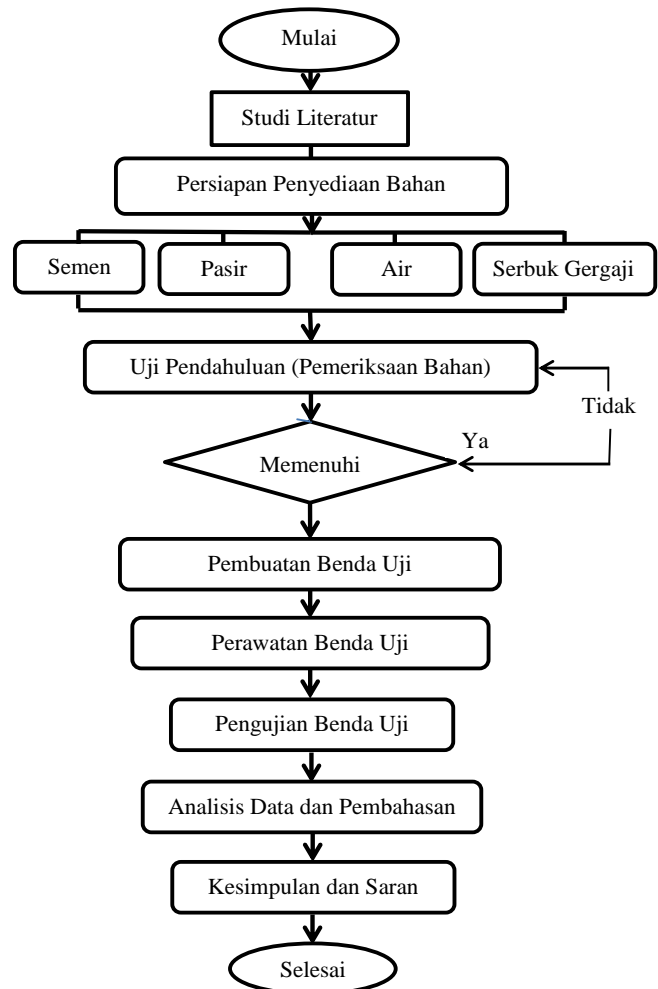 Mulai
Studi Literatur
Persiapan Penyediaan Bahan
Semen
Pasir
Air
Serbuk Gergaji
Uji Pendahuluan (Pemeriksaan Bahan)
Tidak
Ya
Memenuhi
Pembuatan Benda Uji
Perawatan Benda Uji
Pengujian Benda Uji
Analisis Data dan Pembahasan
Kesimpulan dan Saran
Selesai